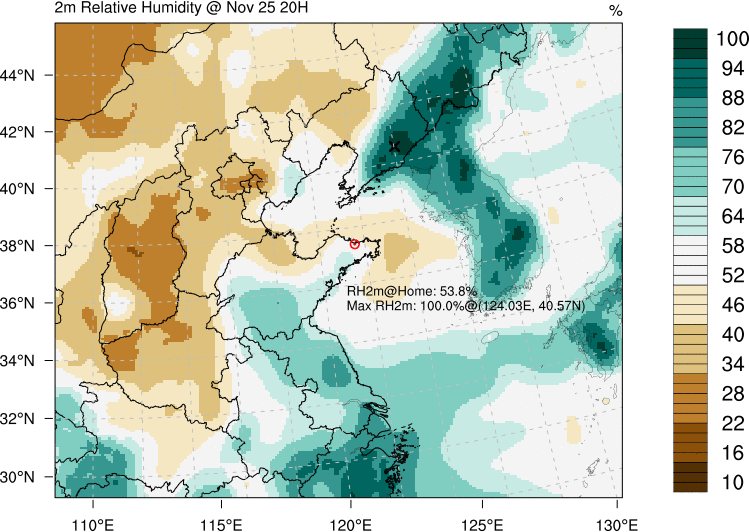 2m Relative Humidity @ Nov 25 20H
%
44°N
42°N
40°N
38°N
36°N
34°N
32°N
30°N
110°E
115°E
120°E
125°E
130°E
RH2m@Home: 53.8%
Max RH2m: 100.0%@(124.03E, 40.57N)
100
94
88
82
76
70
64
58
52
46
40
34
28
22
16
10